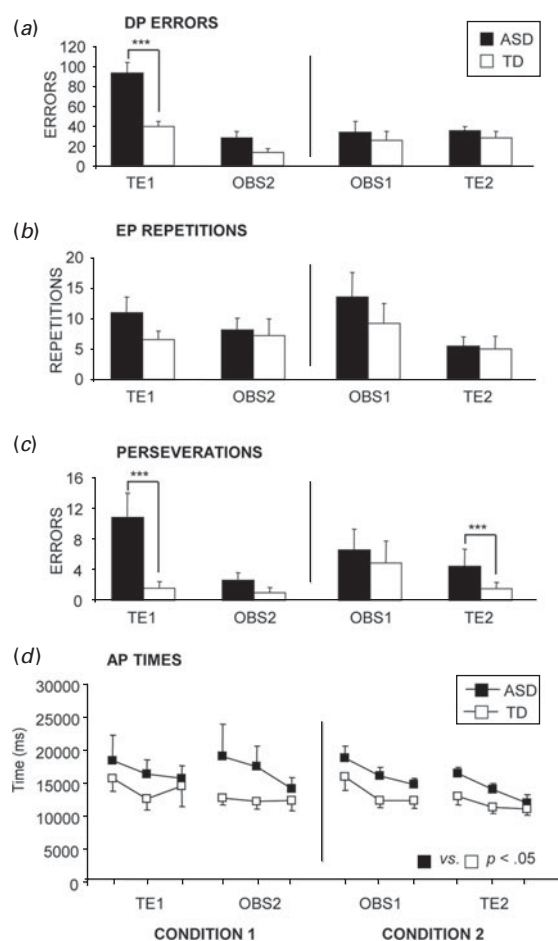 (a) DP ERRORS
*** ASD
TD
ERRORS
120
100
80
60
40
20
0
TE1 OBS2 OBS1 TE2
(b) EP REPETITIONS
REPETITIONS
20
15
10
5
0
TE1 OBS2 OBS1 TE2
(c) PERSEVERATIONS
*** ***
ERRORS
16
12
8
4
0
TE1 OBS2 OBS1 TE2
(d) AP TIMES
ASD
TD
Time (ms)
30000
25000
20000
15000
10000
5000
0
vs. p < .05
TE1 OBS2 OBS1 TE2
CONDITION 1 CONDITION 2